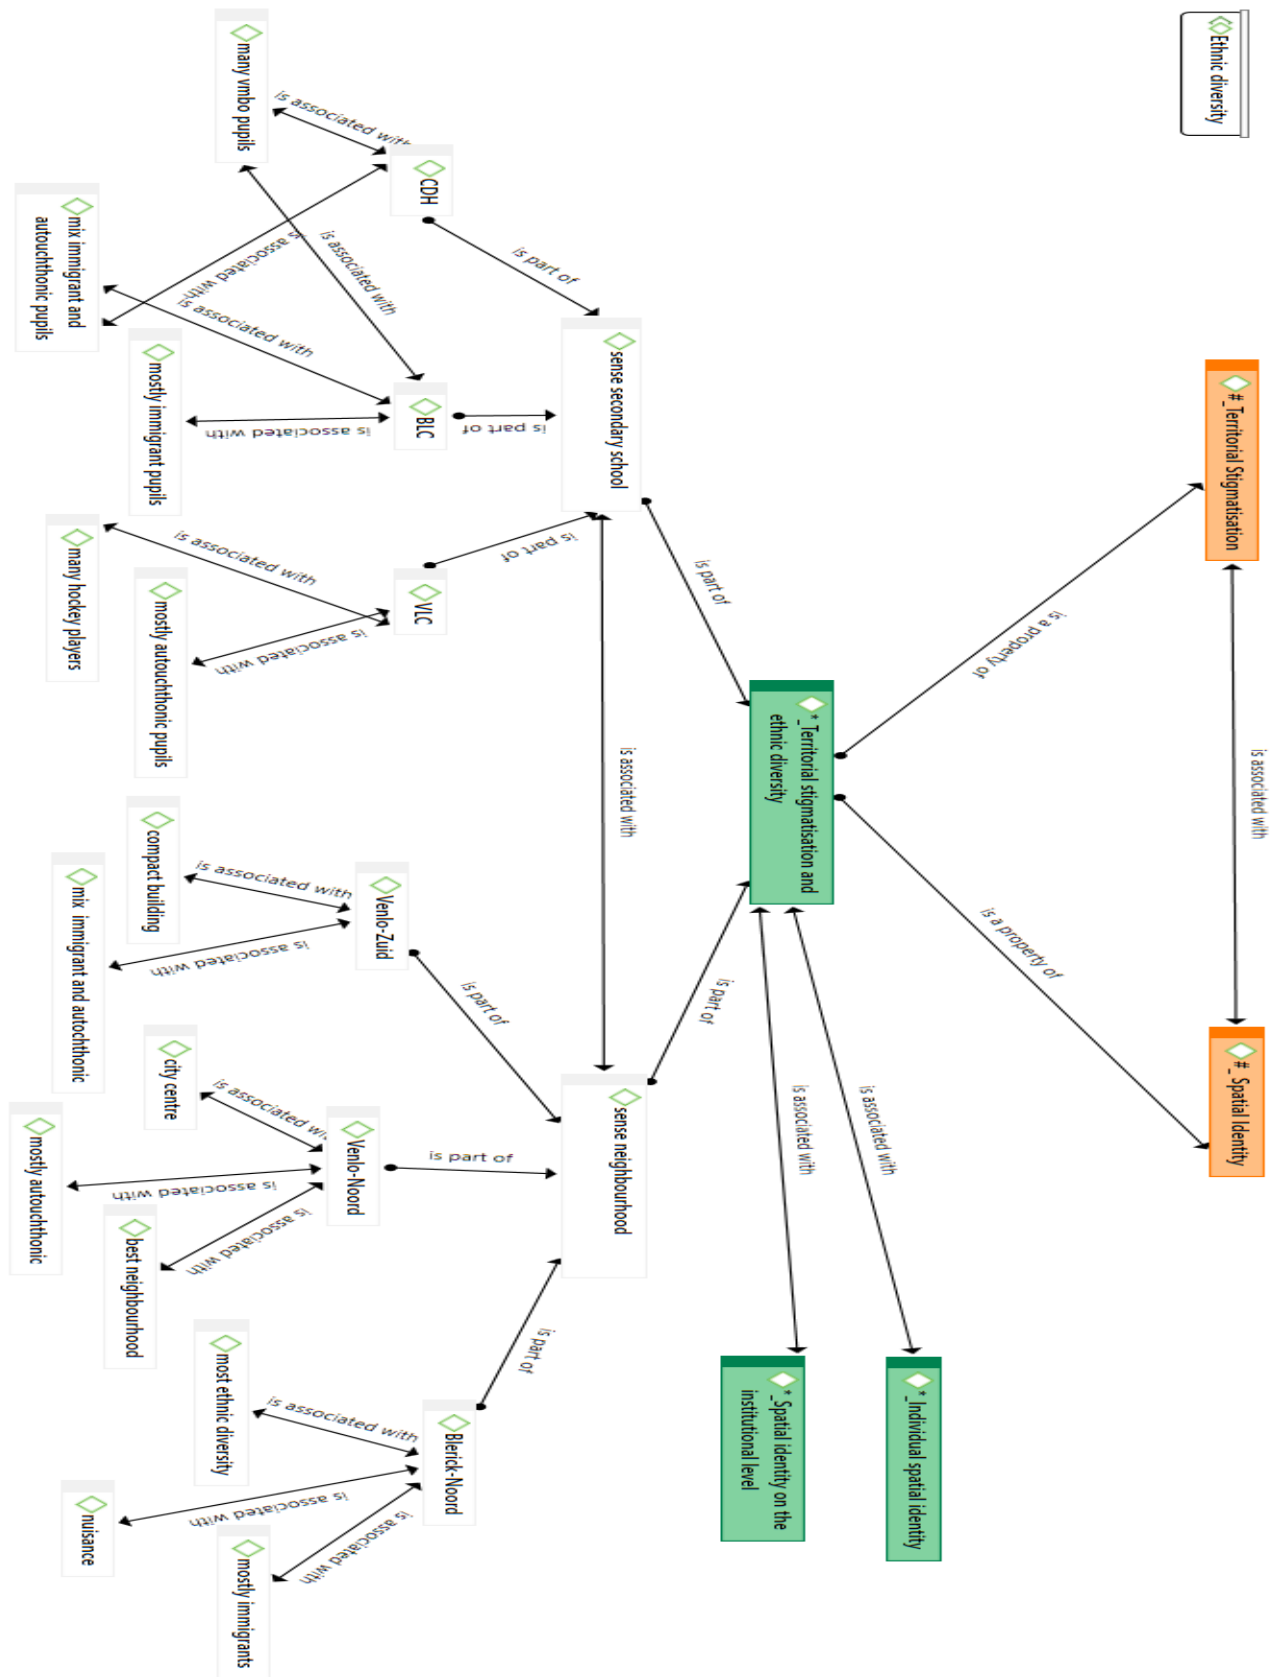 Ethnic diversity
#_Territorial Stigmatisation
is associated with
#_ Spatial Identity
is a property of
is a property of
*_Territorial stigmatisation and
ethnic diversity
is associated with
*_Individual spatial identity
is associated with
*_Spatial identity on the
institutional level
is part of
is part of
sense secondary school
is associated with
sense neighbourhood
is part of
is part of
is part of
is part of
is part of
is part of
CDH
BLC
VLC
Venlo-Zuid
Venlo-Noord
Blerick-Noord
is associated with
is associated with
is associated with
is associated with
is associated with
is associated with
is associated with
is associated with
is associated with
is associated wi
is associated with
is associated with
is associated with
is associated with
is associated with
many vmbo pupils
mix immigrant and
autouchthonic pupils
mostly immigrant pupils
many hockey players
mostly autouchthonic pupils
compact building
mix  immigrant and autochthonic
city centre
mostly autouchthonic
best neighbourhood
most ethnic diversity
nuisance
mostly immigrants